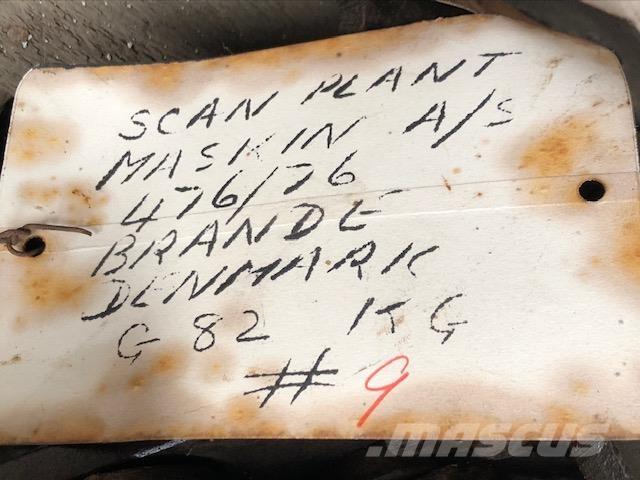 SCAN PLANT
MASKIN A/S
476/76
BRANDE
DENMARK
G 82 KG
# 9
mascus